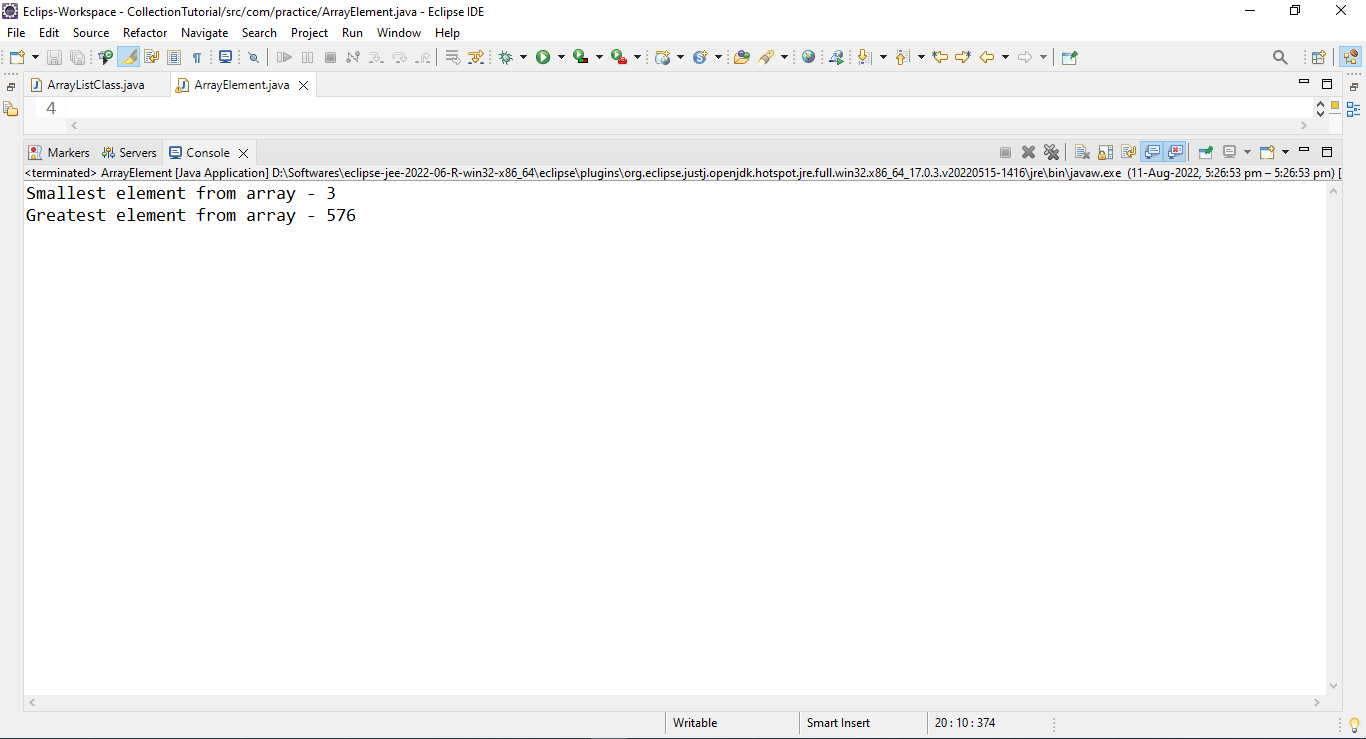 Eclips-Workspace - CollectionTutorial/src/com/practice/ArrayElement.java - Eclipse IDE
File Edit Source Refactor Navigate Search Project Run Window Help
ArrayListClass.java ArrayElement.java
4
Markers Servers Console
<terminated> ArrayElement [Java Application] D:\Softwares\eclipse-jee-2022-06-R-win32-x86_64\eclipse\plugins\org.eclipse.justj.openjdk.hotspot.jre.full.win32.x86_64_17.0.3.v20220515-1416\jre\bin\javaw.exe (11-Aug-2022, 5:26:53 pm – 5:26:53 pm) [
Smallest element from array - 3
Greatest element from array - 576
Writable Smart Insert 20 : 10 : 374